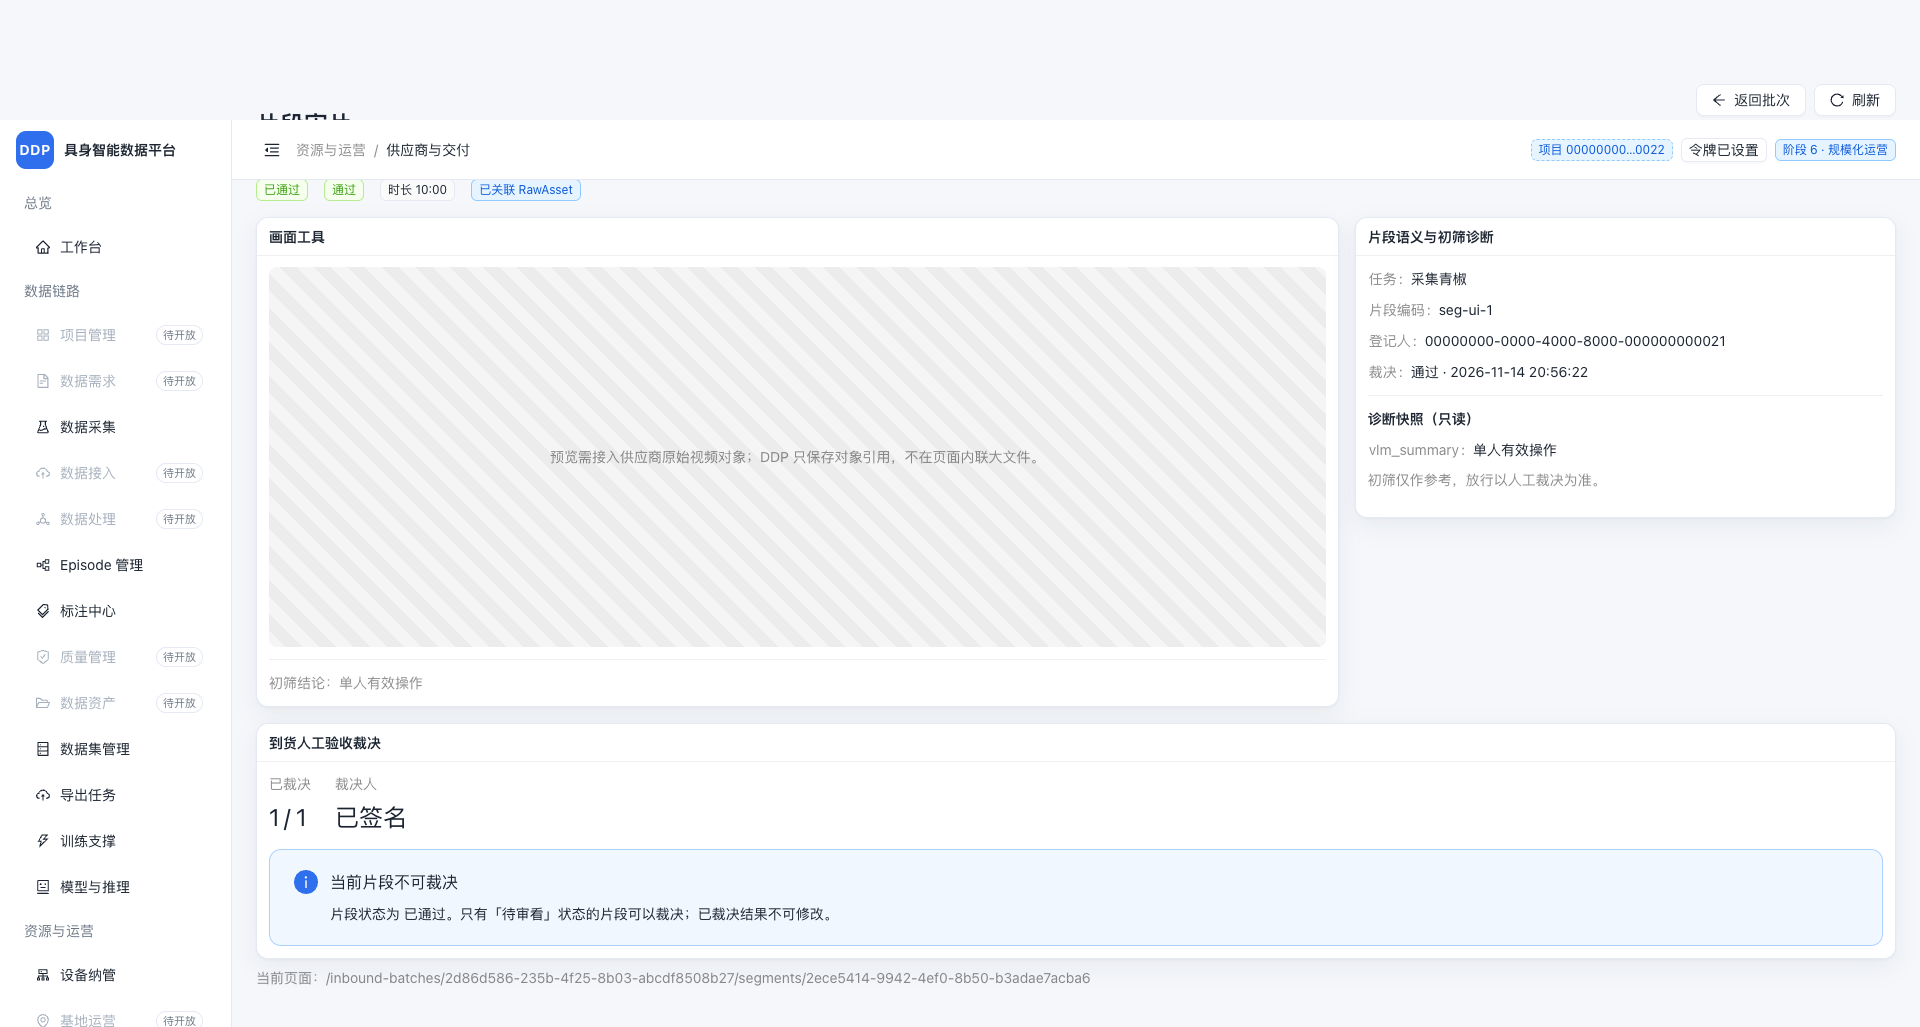 返回批次
刷新
DDP
具身智能数据平台
资源与运营 / 供应商与交付
项目 00000000...0022
令牌已设置
阶段 6 · 规模化运营
总览
工作台
数据链路
项目管理 待开放
数据需求 待开放
数据采集
数据接入 待开放
数据处理 待开放
Episode 管理
标注中心
质量管理 待开放
数据资产 待开放
数据集管理
导出任务
训练支撑
模型与推理
资源与运营
设备纳管
基地运营 待开放
已通过 通过 时长 10:00 已关联 RawAsset
画面工具
预览需接入供应商原始视频对象；DDP 只保存对象引用，不在页面内联大文件。
初筛结论：单人有效操作
片段语义与初筛诊断
任务：采集青椒
片段编码：seg-ui-1
登记人：00000000-0000-4000-8000-000000000021
裁决：通过 · 2026-11-14 20:56:22
诊断快照（只读）
vlm_summary：单人有效操作
初筛仅作参考，放行以人工裁决为准。
到货人工验收裁决
已裁决 裁决人
1/1 已签名
当前片段不可裁决
片段状态为 已通过。只有「待审看」状态的片段可以裁决；已裁决结果不可修改。
当前页面：/inbound-batches/2d86d586-235b-4f25-8b03-abcdf8508b27/segments/2ece5414-9942-4ef0-8b50-b3adae7acba6